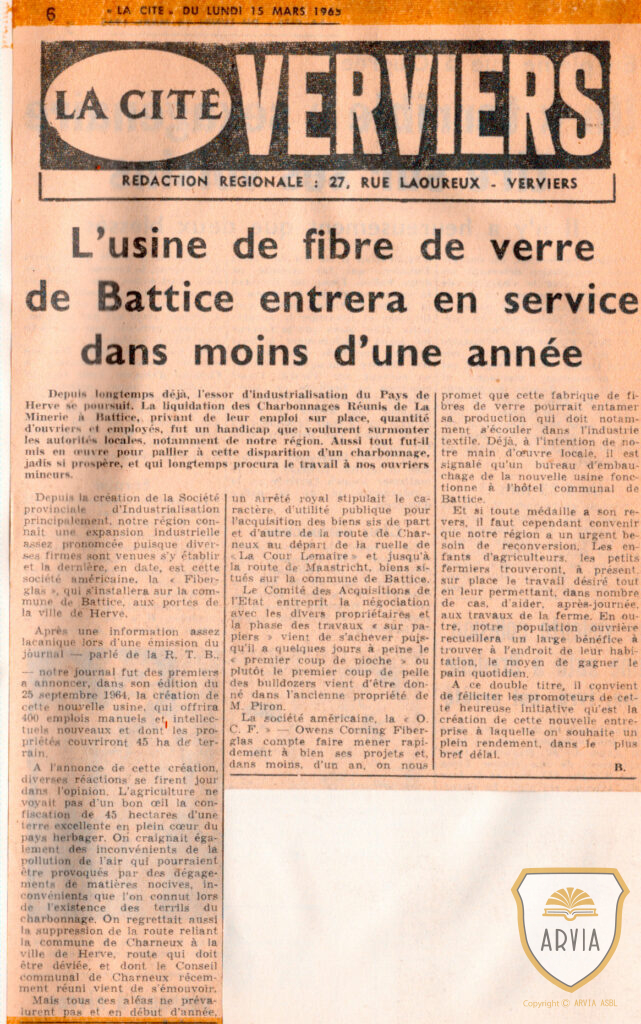 6
« LA CITE » DU LUNDI 15 MARS 1965
LA CITÉ
VERVIERS
REDACTION REGIONALE : 27, RUE LAOUREUX - VERVIERS
L'usine de fibre de verre
de Battice entrera en service
dans moins d'une année
Depuis longtemps déjà, l'essor d'industrialisation du Pays de
Herve se poursuit. La liquidation des Charbonnages Réunis de La
Minerie à Battice, privant de leur emploi sur place, quantité
d'ouvriers et employés, fut un handicap que voulurent surmonter
les autorités locales, notamment de notre région. Aussi tout fut-il
mis en œuvre pour pallier à cette disparition d'un charbonnage,
jadis si prospère, et qui longtemps procura le travail à nos ouvriers
mineurs.
Depuis la création de la Société
provinciale d'Industrialisation
principalement, notre région con-
naît une expansion industrielle
assez prononcée puisque diver-
ses firmes sont venues s'y établir
et la dernière, en date, est cette
société américaine, la « Fiber-
glas », qui s'installera sur la com-
mune de Battice, aux portes de
la ville de Herve.
Après une information assez
lacanique lors d'une émission du
journal — parlé de la R. T. B.,
— notre journal fut des premiers
a annoncer, dans son édition du
25 septembre 1964, la création de
cette nouvelle usine, qui offrira
400 emplois manuels et intellec-
tuels nouveaux et dont les pro-
priétés couvriront 45 ha de ter-
rain.
A l'annonce de cette création,
diverses réactions se firent jour
dans l'opinion. L'agriculture ne
voyait pas d'un bon œil la con-
fiscation de 45 hectares d'une
terre excellente en plein cœur du
pays herbager. On craignait éga-
lement des inconvénients de la
pollution de l'air qui pourraient
être provoqués par des dégage-
ments de matières nocives, in-
convénients que l'on connut lors
de l'existence des terrils du
charbonnage. On regrettait aussi
la suppression de la route reliant
la commune de Charneux à la
ville de Herve, route qui doit
être déviée, et dont le Conseil
communal de Charneux récem-
ment réuni vient de s'émouvoir.
Mais tous ces aléas ne préva-
lurent pas et en début d'année,
un arrêté royal stipulait le ca-
ractère d'utilité publique pour
l'acquisition des biens sis de part
et d'autre de la route de Char-
neux au départ de la ruelle de
« La Cour Lemaire » et jusqu'à
la route de Maastricht, biens si-
tués sur la commune de Battice.
Le Comité des Acquisitions de
l'Etat entreprit la négociation
avec les divers propriétaires et
la phase des travaux « sur pa-
piers » vient de s'achever puis-
qu'il a quelques jours à peine le
« premier coup de pioche » ou
plutôt le premier coup de pelle
des bulldozers vient d'être don-
né dans l'ancienne propriété de
M. Piron.
La société américaine, la « O.
C. F. » — Owens Corning Fiber-
glas compte faire mener rapi-
dement à bien ses projets et,
dans moins, d'un an, on nous
promet que cette fabrique de fi-
bres de verre pourrait entamer
sa production qui doit notam-
ment s'écouler dans l'industrie
textile. Déjà, à l'intention de no-
tre main d'œuvre locale, il est
signalé qu'un bureau d'embau-
chage de la nouvelle usine fonc-
tionne à l'hôtel communal de
Battice.
Et si toute médaille a son re-
vers, il faut cependant convenir
que notre région a un urgent be-
soin de reconversion. Les en-
fants d'agriculteurs, les petits
fermiers trouveront, à présent,
sur place le travail désiré tout
en leur permettant, dans nombre
de cas, d'aider, après-journée,
aux travaux de la ferme. En ou-
tre, notre population ouvrière
recueillera un large bénéfice à
trouver à l'endroit de leur habi-
tation, le moyen de gagner le
pain quotidien.
A ce double titre, il convient
de féliciter les promoteurs de cet-
te heureuse initiative qu'est la
création de cette nouvelle entre-
prise à laquelle on souhaite un
plein rendement, dans le plus
bref délai.
B.
ARVIA
Copyright © ARVIA ASBL